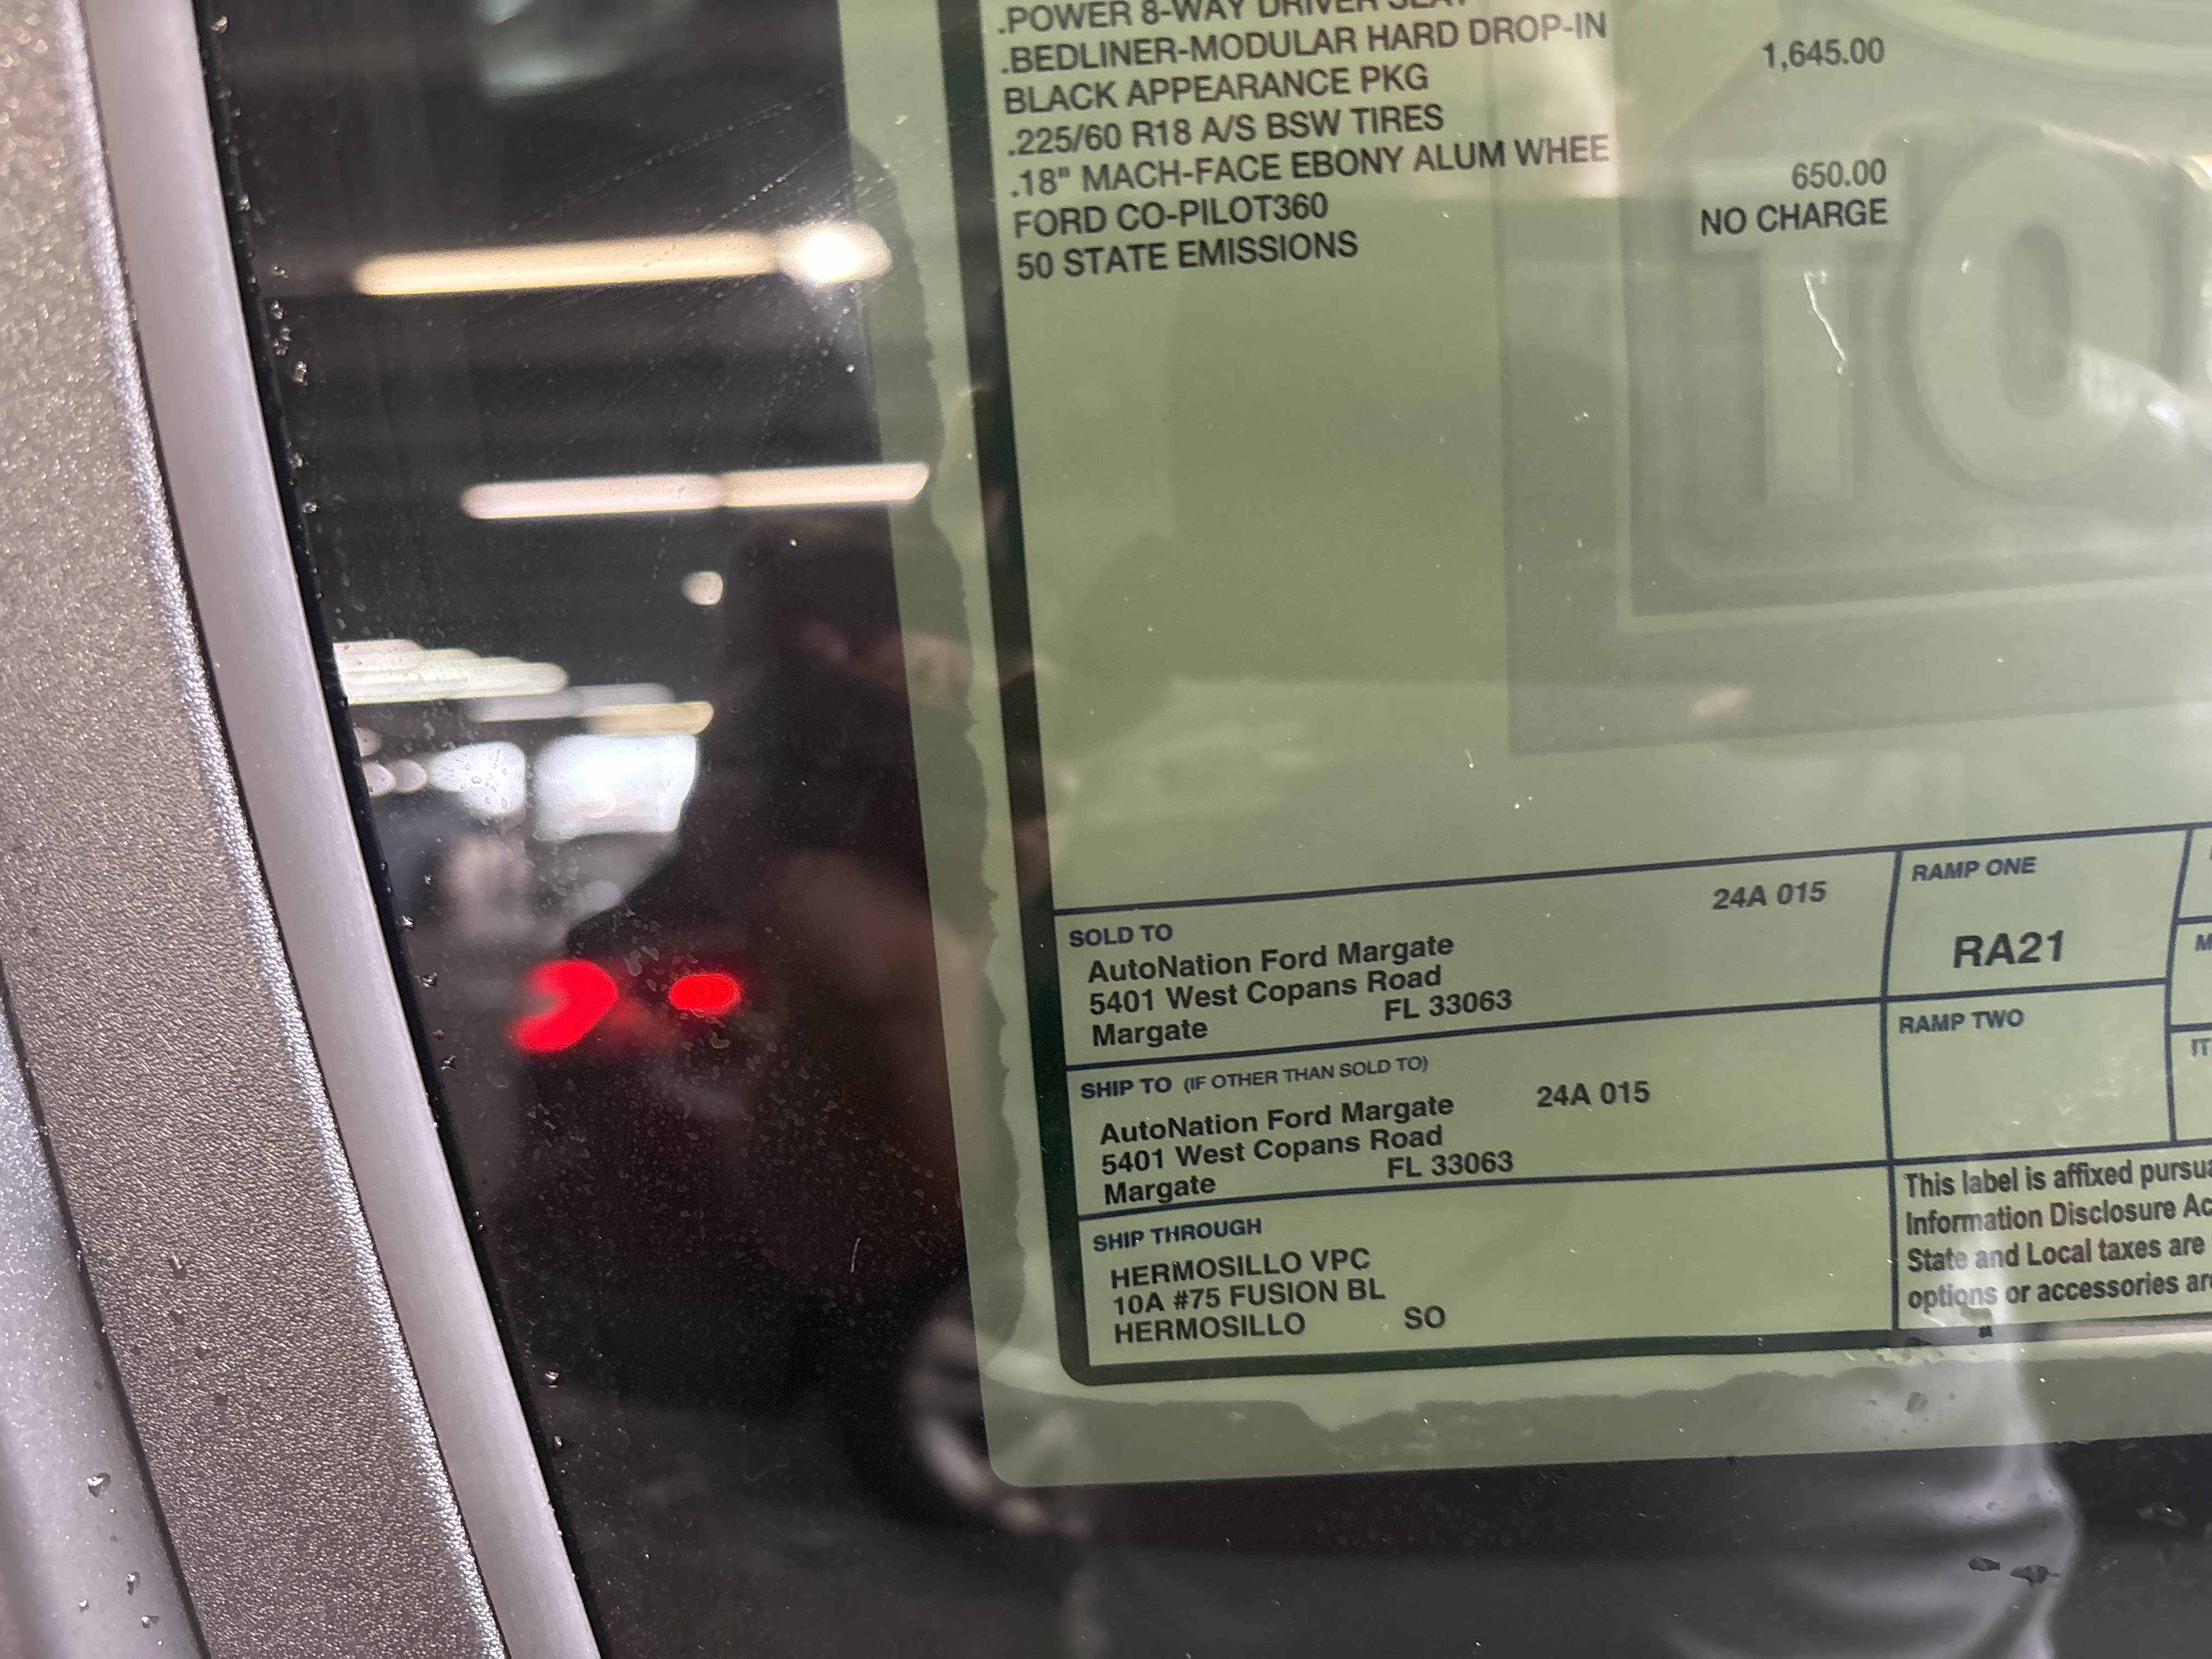 .POWER 8-WAY DRIVER SEAT
.BEDLINER-MODULAR HARD DROP-IN
BLACK APPEARANCE PKG 1,645.00
.225/60 R18 A/S BSW TIRES
.18" MACH-FACE EBONY ALUM WHEE
FORD CO-PILOT360 650.00
50 STATE EMISSIONS NO CHARGE
TO
SOLD TO 24A 015
AutoNation Ford Margate
5401 West Copans Road
Margate FL 33063
SHIP TO (IF OTHER THAN SOLD TO)
AutoNation Ford Margate 24A 015
5401 West Copans Road
Margate FL 33063
SHIP THROUGH
HERMOSILLO VPC
10A #75 FUSION BL
HERMOSILLO SO
RAMP ONE
RA21
RAMP TWO
IT
This label is affixed pursua
Information Disclosure Ac
State and Local taxes are
options or accessories are